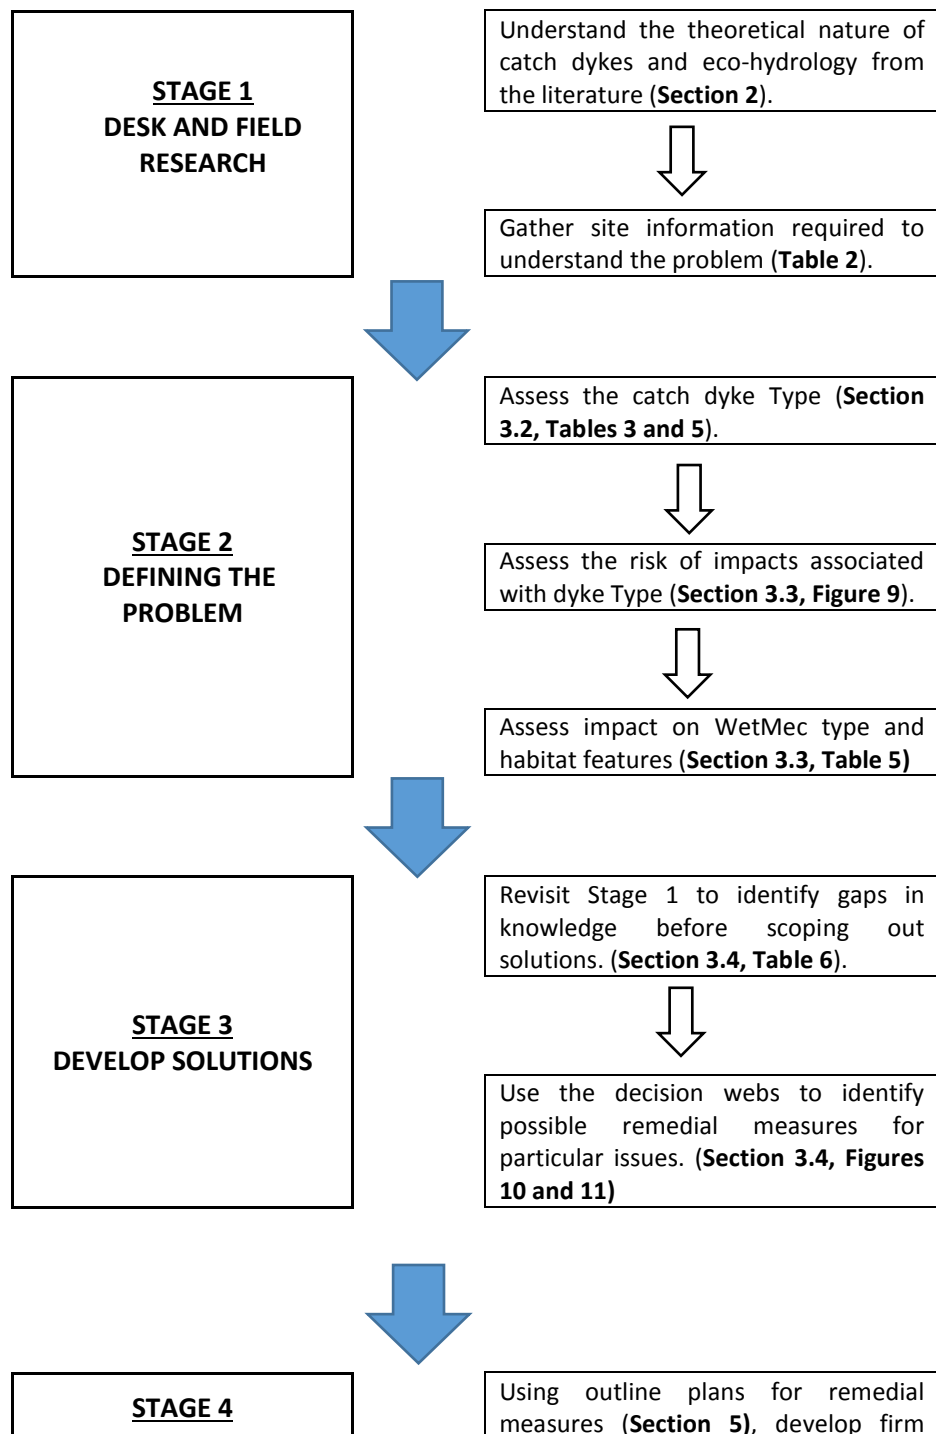 STAGE 1
DESK AND FIELD
RESEARCH
Understand the theoretical nature of
catch dykes and eco-hydrology from
the literature (Section 2).
Gather site information required to
understand the problem (Table 2).
STAGE 2
DEFINING THE
PROBLEM
Assess the catch dyke Type (Section
3.2, Tables 3 and 5).
Assess the risk of impacts associated
with dyke Type (Section 3.3, Figure 9).
Assess impact on WetMec type and
habitat features (Section 3.3, Table 5)
STAGE 3
DEVELOP SOLUTIONS
Revisit Stage 1 to identify gaps in
knowledge before scoping out
solutions. (Section 3.4, Table 6).
Use the decision webs to identify
possible remedial measures for
particular issues. (Section 3.4, Figures
10 and 11)
STAGE 4
Using outline plans for remedial
measures (Section 5), develop firm